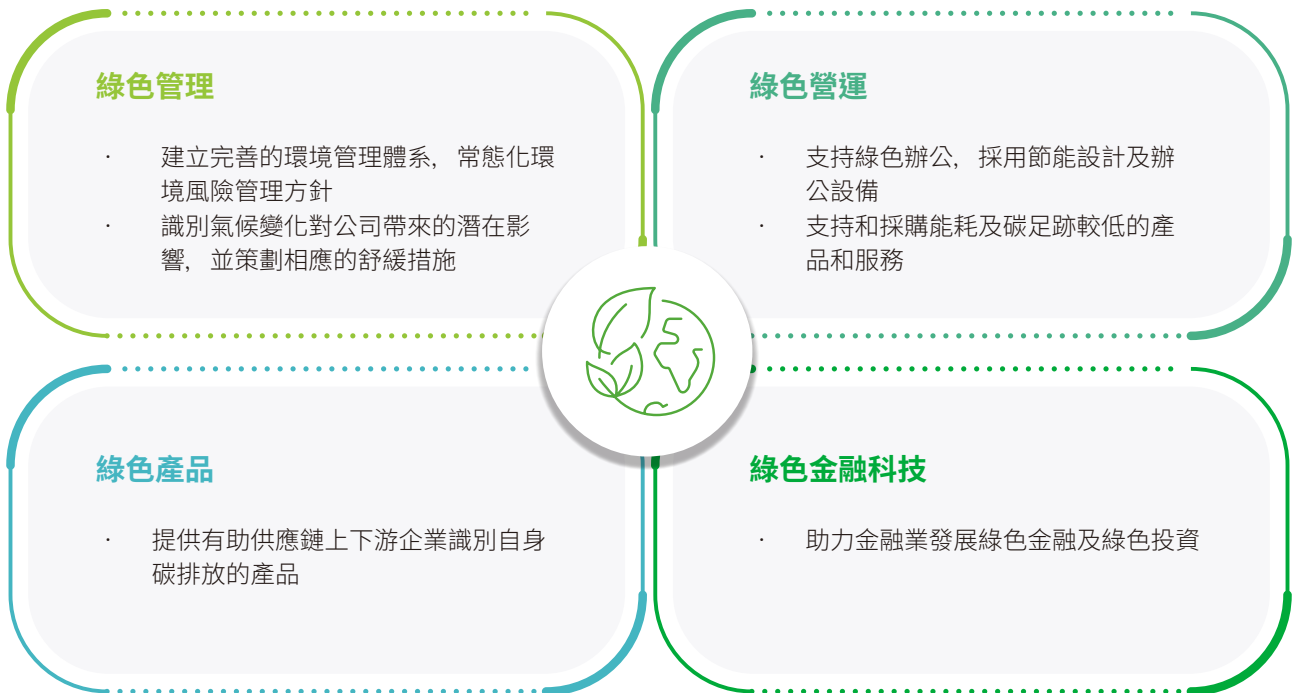 綠色管理
· 建立完善的環境管理體系，常態化環
境風險管理方針
· 識別氣候變化對公司帶來的潛在影
響，並策劃相應的舒緩措施
綠色營運
· 支持綠色辦公，採用節能設計及辦
公設備
· 支持和採購能耗及碳足跡較低的產
品和服務
綠色產品
· 提供有助供應鏈上下游企業識別自身
碳排放的產品
綠色金融科技
· 助力金融業發展綠色金融及綠色投資